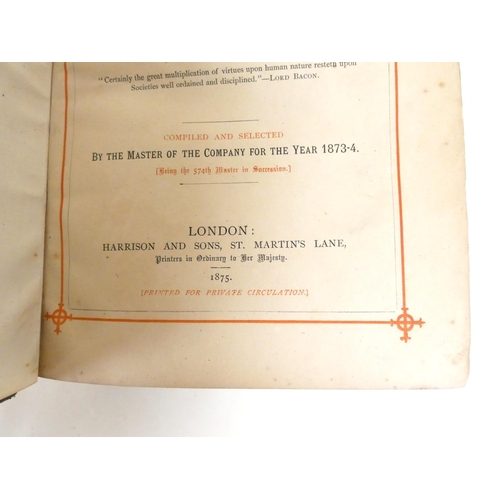 "Certainly the great multiplication of virtues upon human nature resteth upon
Societies well ordained and disciplined."—LORD BACON.
COMPILED AND SELECTED
BY THE MASTER OF THE COMPANY FOR THE YEAR 1873-4.
[Being the 574th Master in Succession.]
LONDON:
HARRISON AND SONS, ST. MARTIN'S LANE,
Printers in Ordinary to Her Majesty.
1875.
[PRINTED FOR PRIVATE CIRCULATION.]